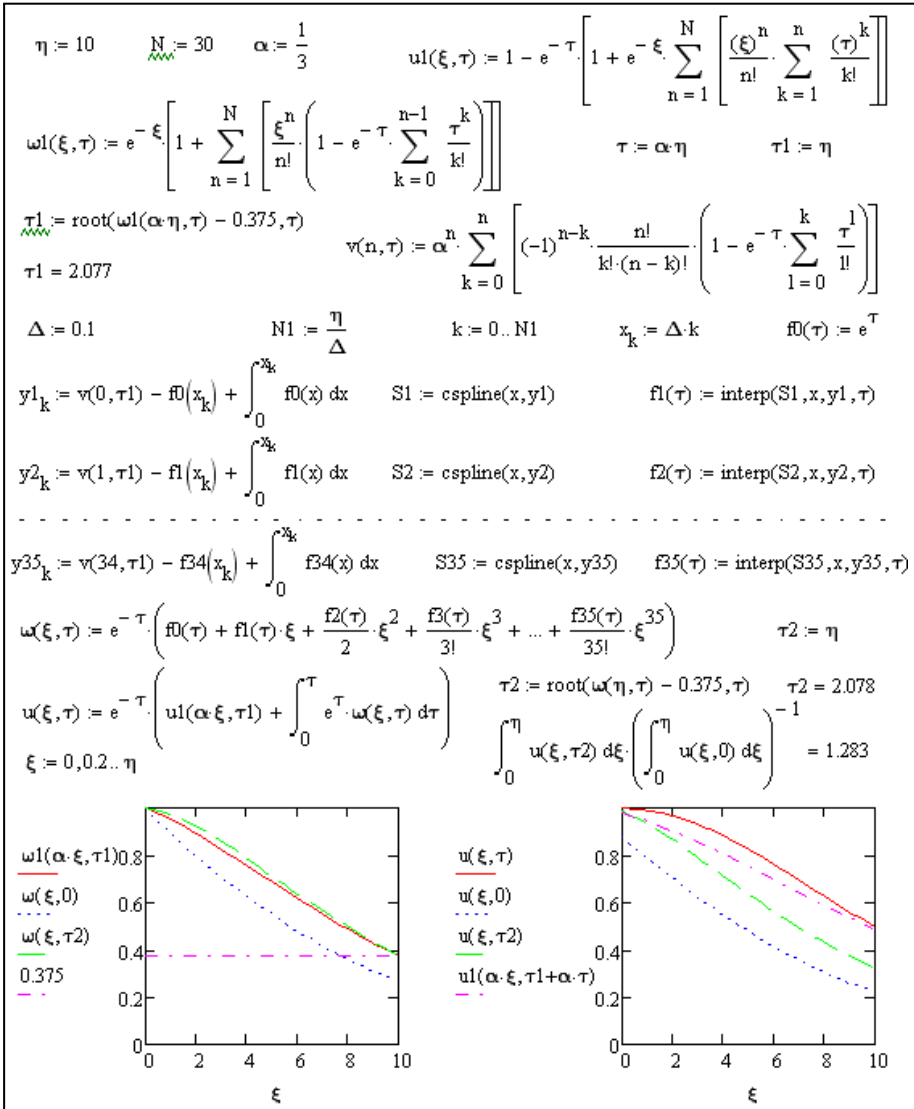 η := 10    N := 30    α := 1/3    u1(ξ,τ) := 1 − e^(−τ)·[1 + e^(−ξ)·∑_{n = 1}^{N} [(ξ)^n/n!·∑_{k = 1}^{n} (τ)^k/k!]]
ω1(ξ,τ) := e^(−ξ)·[1 + ∑_{n = 1}^{N} [ξ^n/n!·(1 − e^(−τ)·∑_{k = 0}^{n−1} τ^k/k!)]]    τ := α·η    τ1 := η
τ1 := root(ω1(α·η,τ) − 0.375,τ)
τ1 = 2.077    v(n,τ) := α^n·∑_{k = 0}^{n} [(−1)^(n−k)·n!/(k!·(n − k)!)·(1 − e^(−τ)·∑_{l = 0}^{k} τ^l/l!)]
Δ := 0.1    N1 := η/Δ    k := 0.. N1    x_k := Δ·k    f0(τ) := e^τ
y1_k := v(0,τ1) − f0(x_k) + ∫_0^{x_k} f0(x) dx    S1 := cspline(x,y1)    f1(τ) := interp(S1,x,y1,τ)
y2_k := v(1,τ1) − f1(x_k) + ∫_0^{x_k} f1(x) dx    S2 := cspline(x,y2)    f2(τ) := interp(S2,x,y2,τ)
y35_k := v(34,τ1) − f34(x_k) + ∫_0^{x_k} f34(x) dx    S35 := cspline(x,y35)    f35(τ) := interp(S35,x,y35,τ)
ω(ξ,τ) := e^(−τ)·(f0(τ) + f1(τ)·ξ + f2(τ)/2·ξ^2 + f3(τ)/3!·ξ^3 + ... + f35(τ)/35!·ξ^35)    τ2 := η
u(ξ,τ) := e^(−τ)·(u1(α·ξ,τ1) + ∫_0^τ e^τ·ω(ξ,τ) dτ)    τ2 := root(ω(η,τ) − 0.375,τ)    τ2 = 2.078
ξ := 0,0.2.. η    ∫_0^η u(ξ,τ2) dξ·(∫_0^η u(ξ,0) dξ)^(−1) = 1.283
ω1(α·ξ,τ1)
ω(ξ,0)
ω(ξ,τ2)
0.375
0.8
0.6
0.4
0.2
0
0 2 4 6 8 10
ξ
u(ξ,τ)
u(ξ,0)
u(ξ,τ2)
u1(α·ξ,τ1+α·τ)
0.8
0.6
0.4
0.2
0
0 2 4 6 8 10
ξ